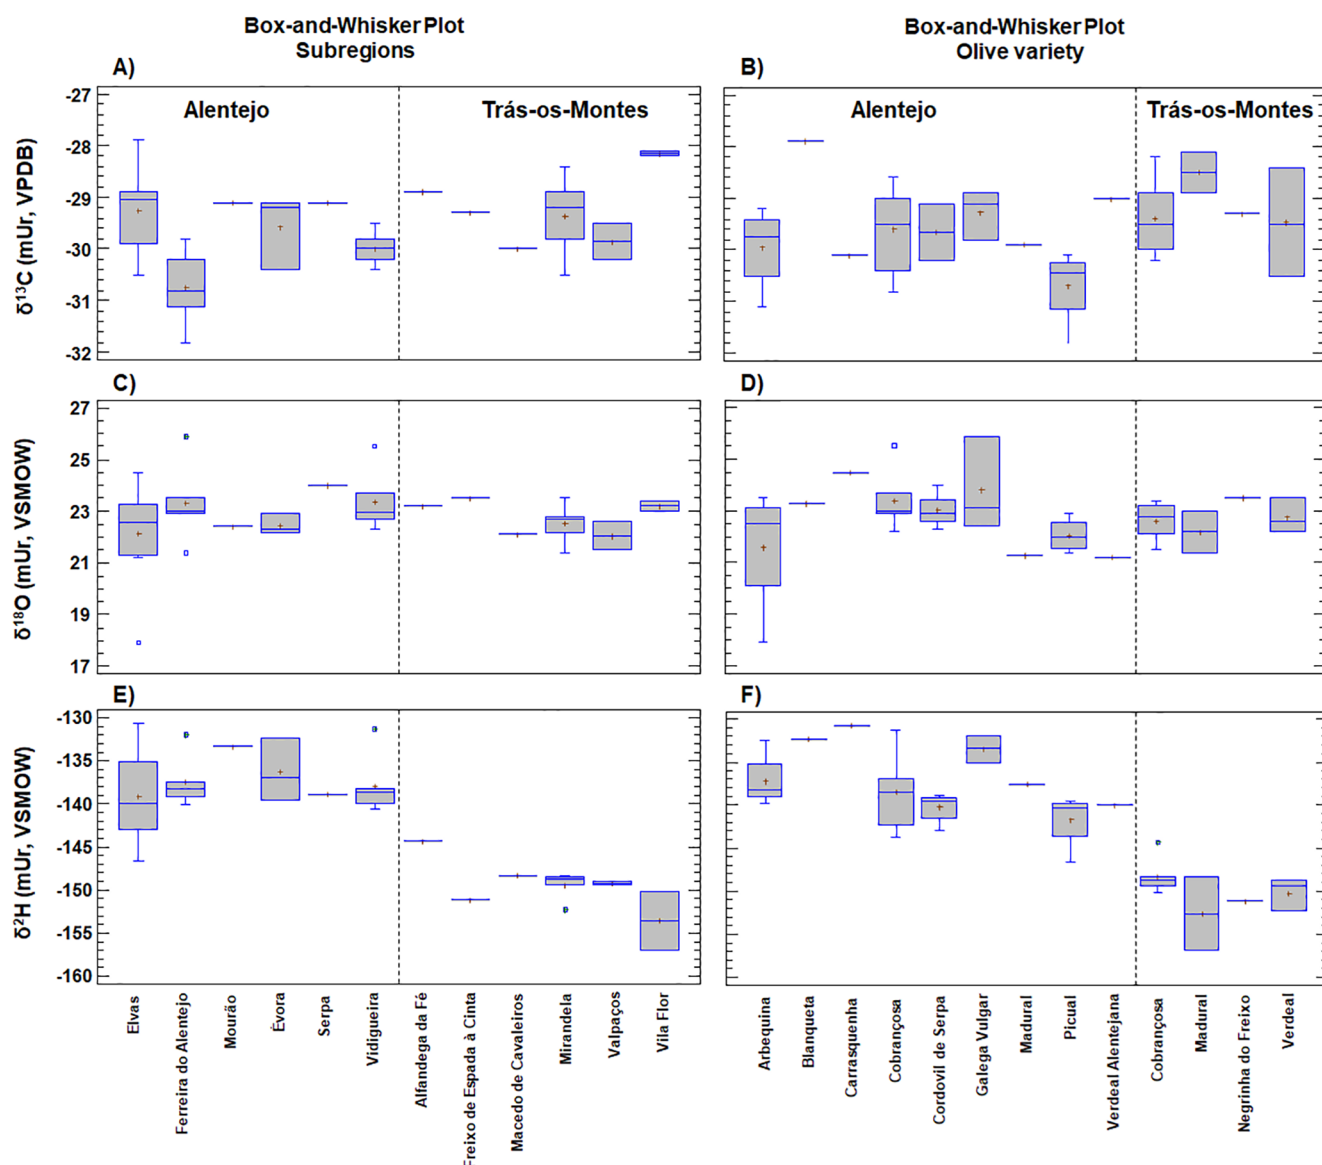 Box-and-Whisker Plot
Subregions
Box-and-Whisker Plot
Olive variety
A)
B)
Alentejo
Trás-os-Montes
Alentejo
Trás-os-Montes
δ13C (mUr, VPDB)
-27
-28
-29
-30
-31
-32
C)
D)
δ18O (mUr, VSMOW)
27
25
23
21
19
17
E)
F)
δ2H (mUr, VSMOW)
-130
-135
-140
-145
-150
-155
-160
Elvas
Ferreira do Alentejo
Mourão
Évora
Serpa
Vidigueira
Alfandega da Fé
Freixo de Espada à Cinta
Macedo de Cavaleiros
Mirandela
Valpaços
Vila Flor
Arbequina
Blanqueta
Carrasquenha
Cobrançosa
Cordovil de Serpa
Galega Vulgar
Madural
Picual
Verdeal Alentejana
Cobrançosa
Madural
Negrinha do Freixo
Verdeal